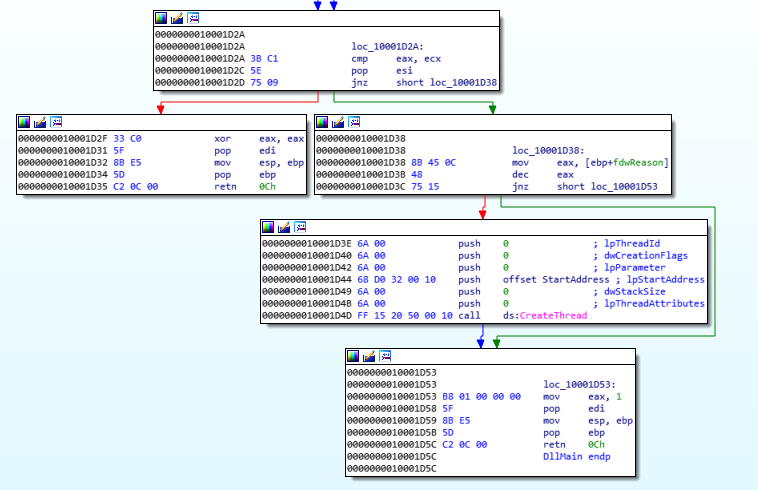 0000000010001D2A
0000000010001D2A loc_10001D2A:
0000000010001D2A 3B C1 cmp eax, ecx
0000000010001D2C 5E pop esi
0000000010001D2D 75 09 jnz short loc_10001D38
0000000010001D2F 33 C0 xor eax, eax
0000000010001D31 5F pop edi
0000000010001D32 8B E5 mov esp, ebp
0000000010001D34 5D pop ebp
0000000010001D35 C2 0C 00 retn 0Ch
0000000010001D38
0000000010001D38 loc_10001D38:
0000000010001D38 8B 45 0C mov eax, [ebp+fdwReason]
0000000010001D3B 48 dec eax
0000000010001D3C 75 15 jnz short loc_10001D53
0000000010001D3E 6A 00 push 0 ; lpThreadId
0000000010001D40 6A 00 push 0 ; dwCreationFlags
0000000010001D42 6A 00 push 0 ; lpParameter
0000000010001D44 68 D0 32 00 10 push offset StartAddress ; lpStartAddress
0000000010001D49 6A 00 push 0 ; dwStackSize
0000000010001D4B 6A 00 push 0 ; lpThreadAttributes
0000000010001D4D FF 15 20 50 00 10 call ds:CreateThread
0000000010001D53
0000000010001D53 loc_10001D53:
0000000010001D53 B8 01 00 00 00 mov eax, 1
0000000010001D58 5F pop edi
0000000010001D59 8B E5 mov esp, ebp
0000000010001D5B 5D pop ebp
0000000010001D5C C2 0C 00 retn 0Ch
0000000010001D5C DllMain endp
0000000010001D5C